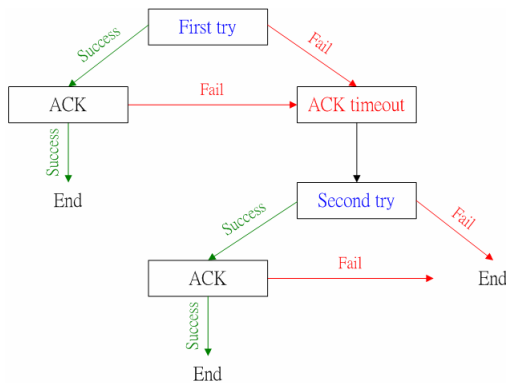 First try
Success
Fail
ACK
Fail
ACK timeout
Success
End
Second try
Success
Fail
ACK
Fail
End
Success
End